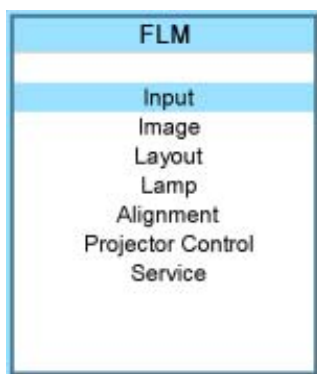 FLM
Input
Image
Layout
Lamp
Alignment
Projector Control
Service